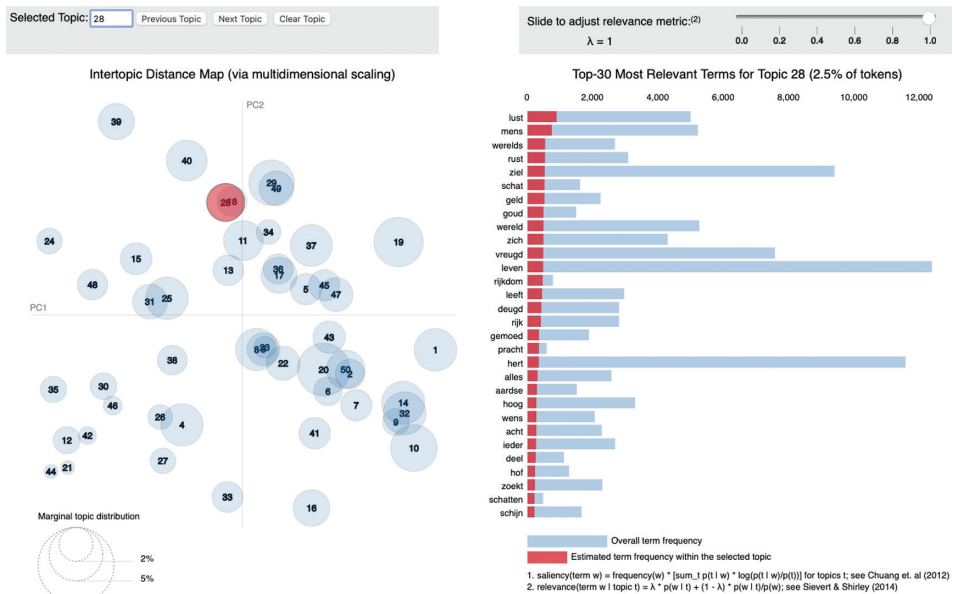 Selected Topic: 28 Previous Topic Next Topic Clear Topic
Slide to adjust relevance metric:(2)
λ = 1
0.0 0.2 0.4 0.6 0.8 1.0
Intertopic Distance Map (via multidimensional scaling)
PC2
PC1
39
40
29
49
28
18
34
24
11
37
19
15
13
36
17
48
5
45
47
31
25
43
1
38
8
23
22
20
50
2
35
30
6
46
7
14
32
26
4
9
42
41
12
10
27
21
44
33
16
Marginal topic distribution
2%
5%
Top-30 Most Relevant Terms for Topic 28 (2.5% of tokens)
0 2,000 4,000 6,000 8,000 10,000 12,000
lust
mens
werelds
rust
ziel
schat
geld
goud
wereld
zich
vreugd
leven
rijkdom
leeft
deugd
rijk
gemoed
pracht
hert
alles
aardse
hoog
wens
acht
ieder
deel
hof
zoekt
schatten
schijn
Overall term frequency
Estimated term frequency within the selected topic
1. saliency(term w) = frequency(w) * [sum_t p(t | w) * log(p(t | w)/p(t))] for topics t; see Chuang et. al (2012)
2. relevance(term w | topic t) = λ * p(w | t) + (1 - λ) * p(w | t)/p(w); see Sievert & Shirley (2014)